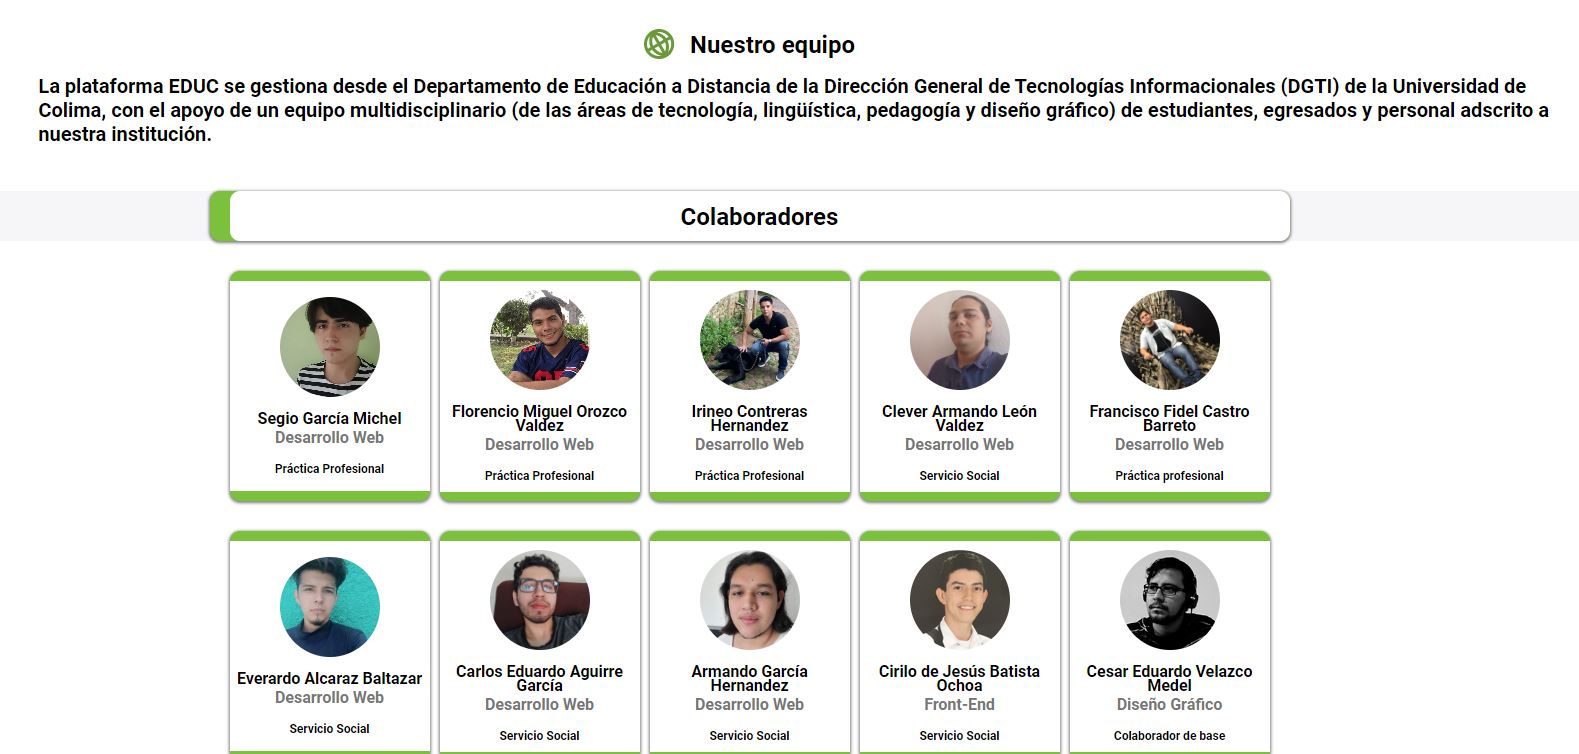 Nuestro equipo
La plataforma EDUC se gestiona desde el Departamento de Educación a Distancia de la Dirección General de Tecnologías Informacionales (DGTI) de la Universidad de
Colima, con el apoyo de un equipo multidisciplinario (de las áreas de tecnología, lingüística, pedagogía y diseño gráfico) de estudiantes, egresados y personal adscrito a
nuestra institución.
Colaboradores
Segio García Michel
Desarrollo Web
Práctica Profesional
Florencio Miguel Orozco
Valdez
Desarrollo Web
Práctica Profesional
Irineo Contreras
Hernandez
Desarrollo Web
Práctica Profesional
Clever Armando León
Valdez
Desarrollo Web
Servicio Social
Francisco Fidel Castro
Barreto
Desarrollo Web
Práctica profesional
Everardo Alcaraz Baltazar
Desarrollo Web
Servicio Social
Carlos Eduardo Aguirre
García
Desarrollo Web
Servicio Social
Armando García
Hernandez
Desarrollo Web
Servicio Social
Cirilo de Jesús Batista
Ochoa
Front-End
Servicio Social
Cesar Eduardo Velazco
Medel
Diseño Gráfico
Colaborador de base